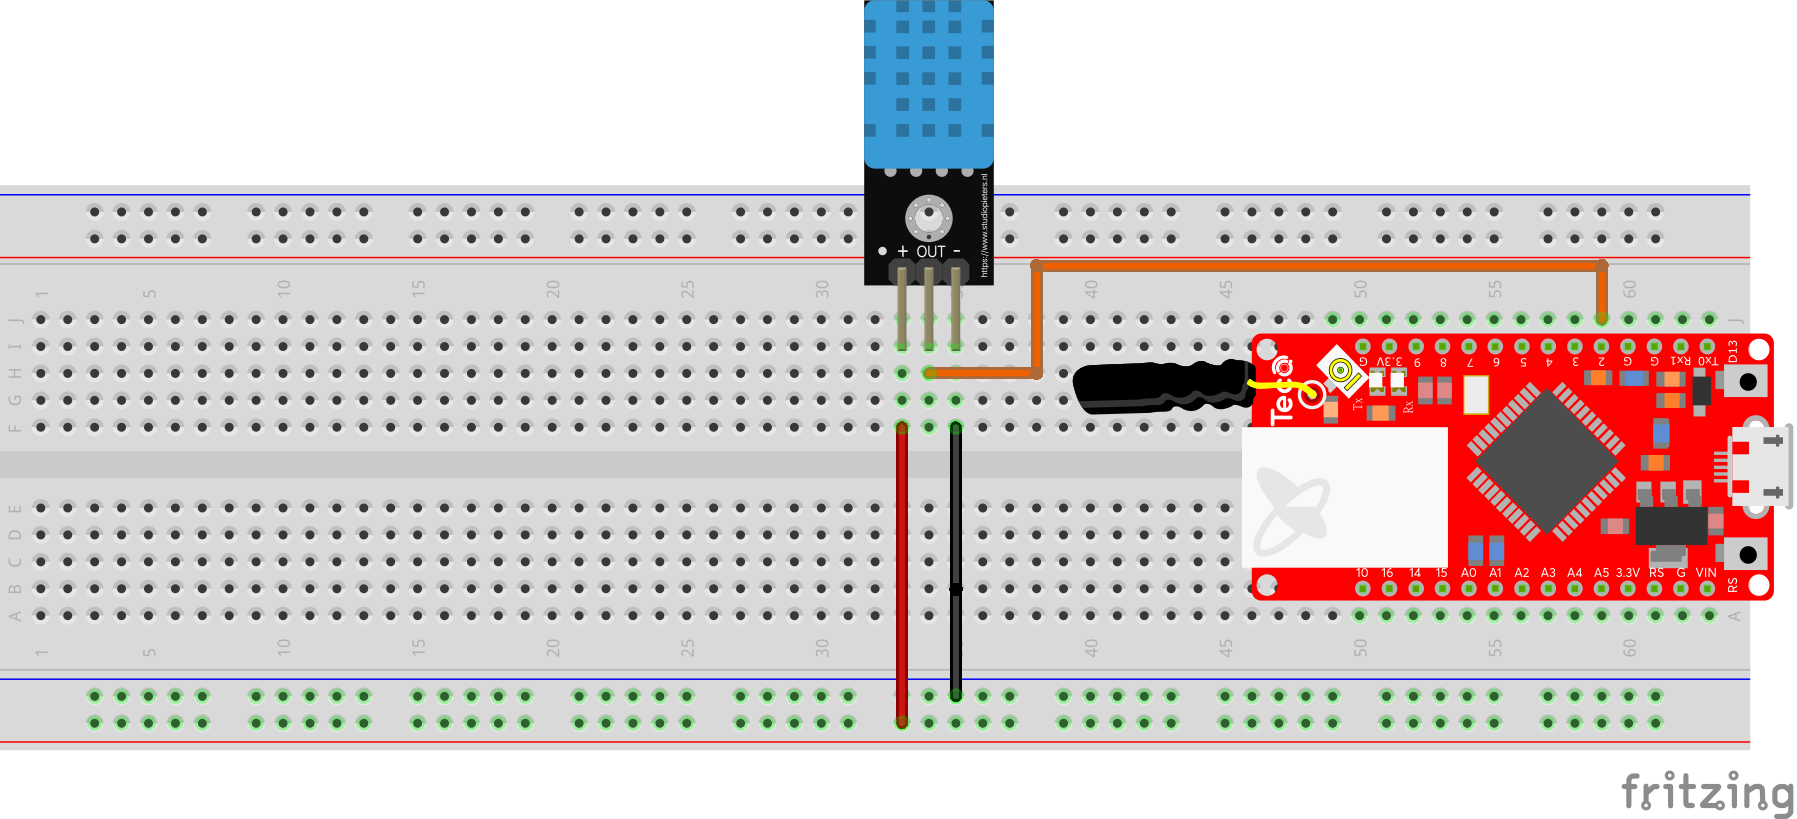 https://www.studiopieters.nl
+ OUT -
1 5 10 15 20 25 30 40 45 50 55 60
J J
I
H
G
F
G 3.3V 9 8 7 6 5 4 3 2 G G Rx1 Tx0
D13
Teca
Tx Rx
E
D
C
B
A A
10 16 14 15 A0 A1 A2 A3 A4 A5 3.3V RS G VIN
RS
1 5 10 15 20 25 30 40 45 50 55 60
fritzing